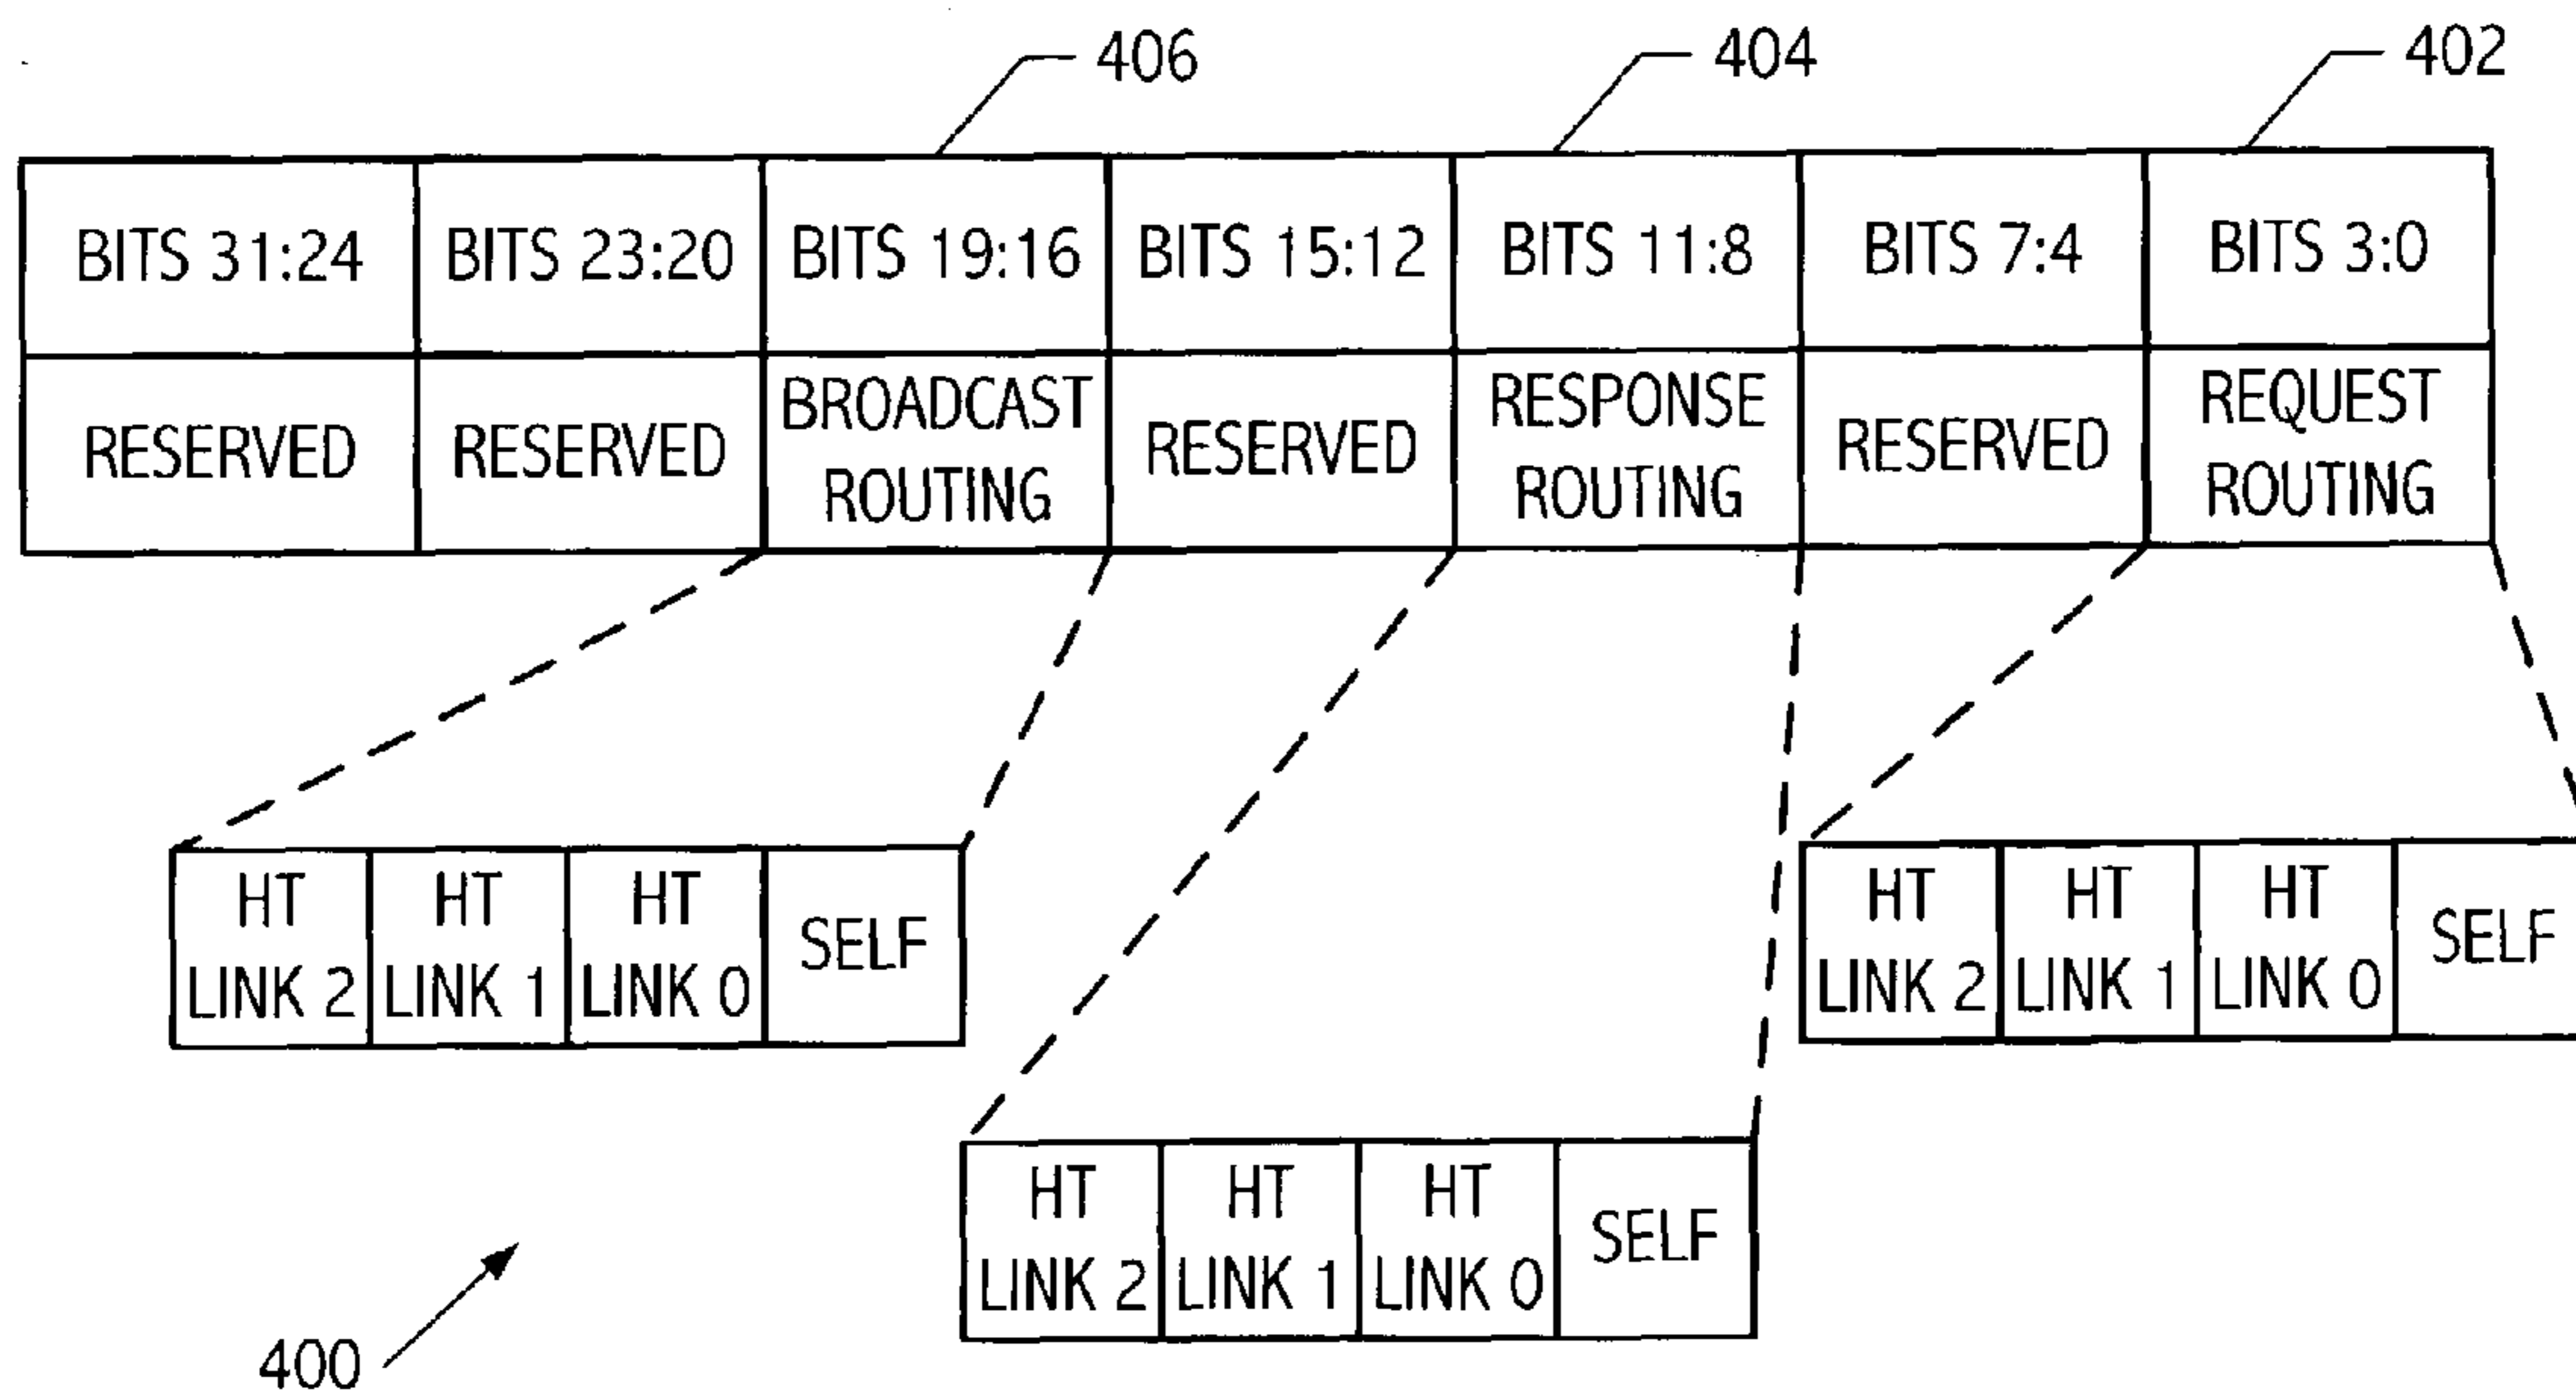 406
404
402
BITS 31:24
BITS 23:20
BITS 19:16
BITS 15:12
BITS 11:8
BITS 7:4
BITS 3:0
RESERVED
RESERVED
BROADCAST
ROUTING
RESERVED
RESPONSE
ROUTING
RESERVED
REQUEST
ROUTING
HT
LINK 2
HT
LINK 1
HT
LINK 0
SELF
HT
LINK 2
HT
LINK 1
HT
LINK 0
SELF
HT
LINK 2
HT
LINK 1
HT
LINK 0
SELF
400